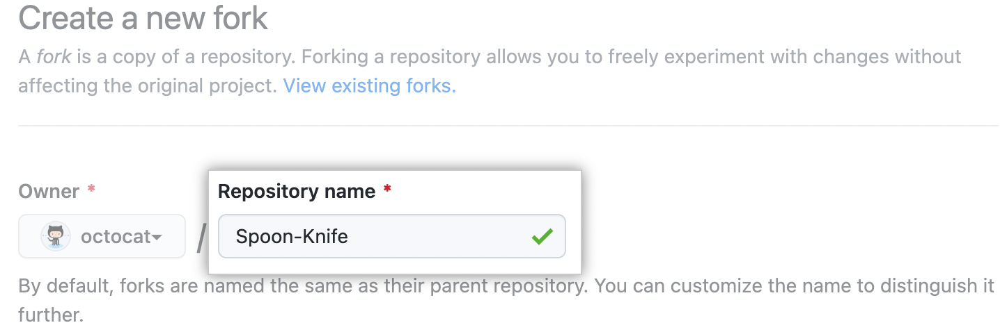 Create a new fork
A fork is a copy of a repository. Forking a repository allows you to freely experiment with changes without
affecting the original project. View existing forks.
Owner *
Repository name *
octocat
/
Spoon-Knife
By default, forks are named the same as their parent repository. You can customize the name to distinguish it
further.